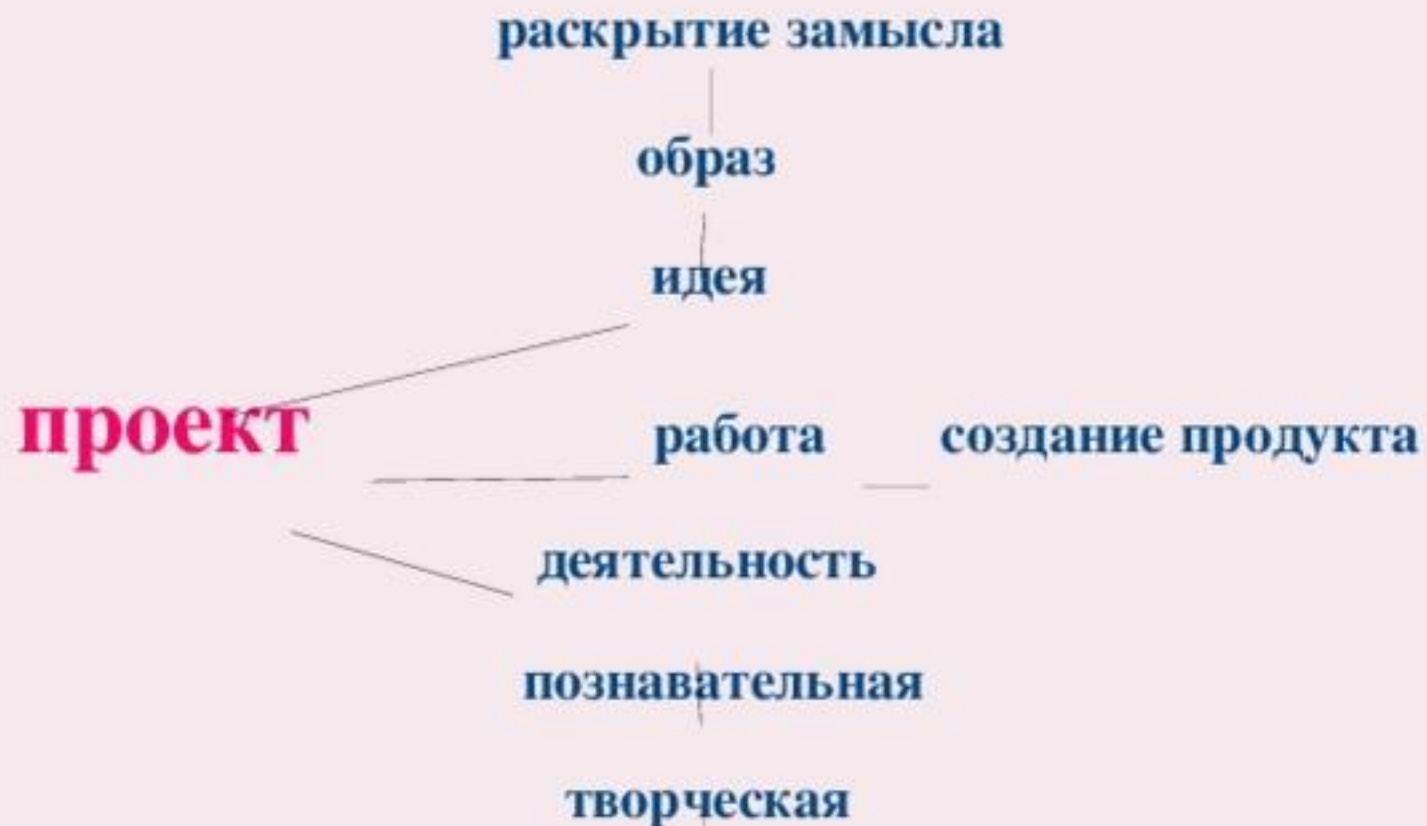 раскрытие замысла
образ
идея
проект
работа создание продукта
деятельность
познавательная
творческая